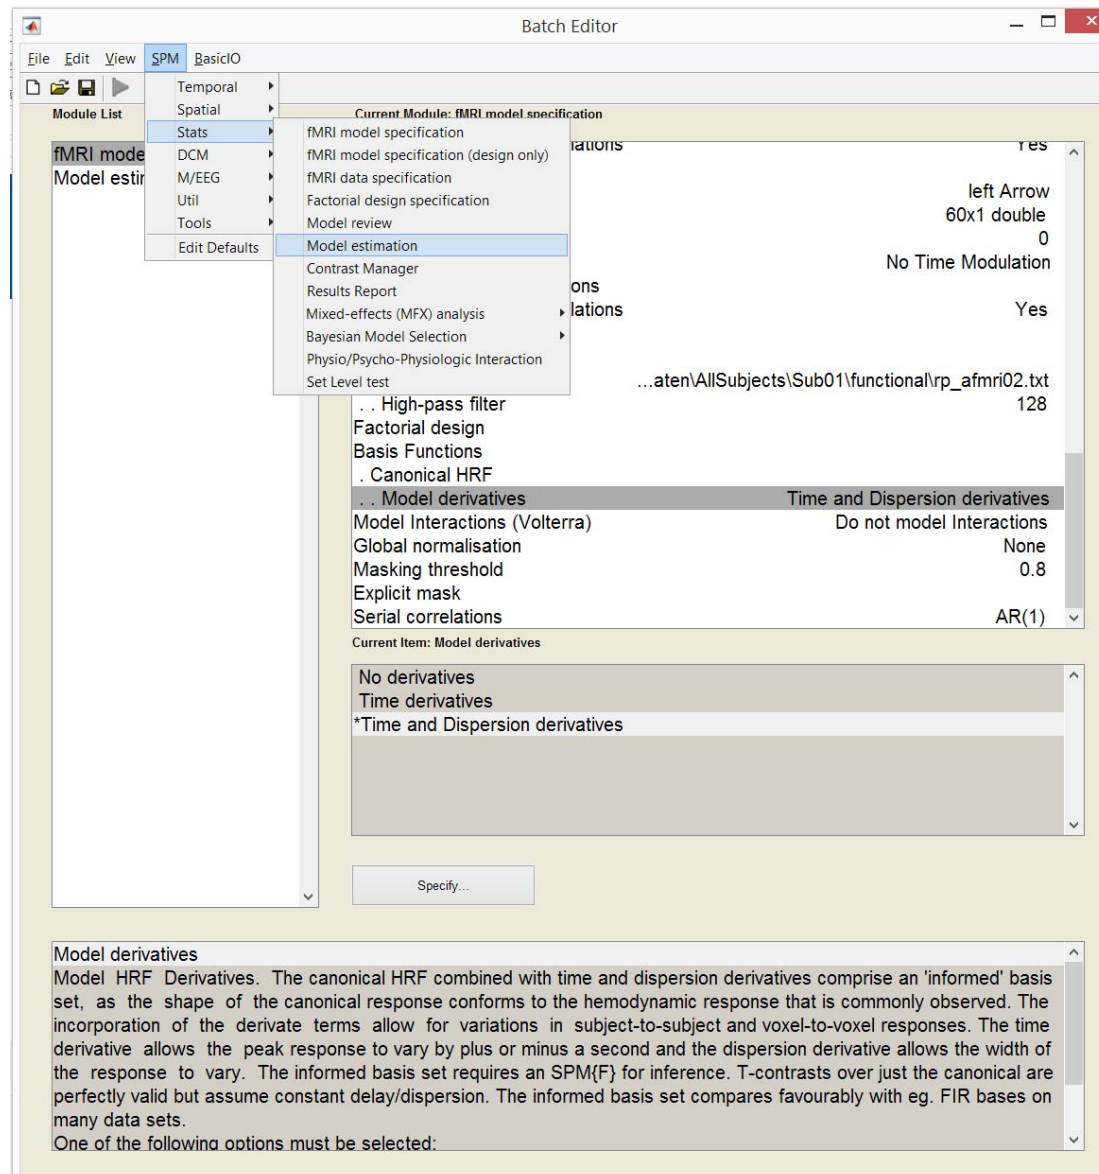 Batch Editor
File Edit View SPM BasicIO
Module List
Current Module: fMRI model specification
fMRI mode
Model estin
Temporal
Spatial
Stats
DCM
M/EEG
Util
Tools
Edit Defaults
fMRI model specification
fMRI model specification (design only)
fMRI data specification
Factorial design specification
Model review
Model estimation
Contrast Manager
Results Report
Mixed-effects (MFX) analysis
Bayesian Model Selection
Physio/Psycho-Physiologic Interaction
Set Level test
lations Yes
left Arrow
60x1 double
0
No Time Modulation
ons
lations Yes
...aten\AllSubjects\Sub01\functional\rp_afmri02.txt
. . High-pass filter 128
Factorial design
Basis Functions
. Canonical HRF
. . Model derivatives Time and Dispersion derivatives
Model Interactions (Volterra) Do not model Interactions
Global normalisation None
Masking threshold 0.8
Explicit mask
Serial correlations AR(1)
Current Item: Model derivatives
No derivatives
Time derivatives
*Time and Dispersion derivatives
Specify...
Model derivatives
Model HRF Derivatives. The canonical HRF combined with time and dispersion derivatives comprise an 'informed' basis
set, as the shape of the canonical response conforms to the hemodynamic response that is commonly observed. The
incorporation of the derivate terms allow for variations in subject-to-subject and voxel-to-voxel responses. The time
derivative allows the peak response to vary by plus or minus a second and the dispersion derivative allows the width of
the response to vary. The informed basis set requires an SPM{F} for inference. T-contrasts over just the canonical are
perfectly valid but assume constant delay/dispersion. The informed basis set compares favourably with eg. FIR bases on
many data sets.
One of the following options must be selected: